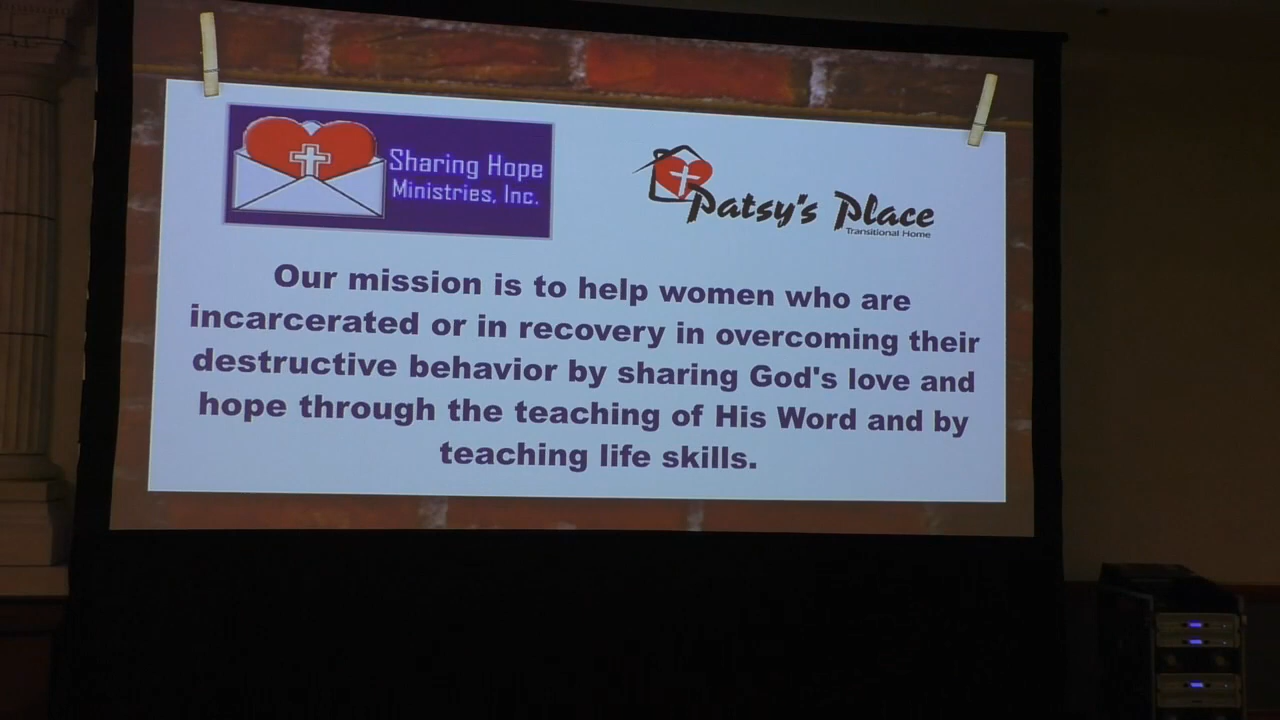 Sharing Hope
Ministries, Inc.
Patsy's Place
Transitional Home
Our mission is to help women who are
incarcerated or in recovery in overcoming their
destructive behavior by sharing God's love and
hope through the teaching of His Word and by
teaching life skills.